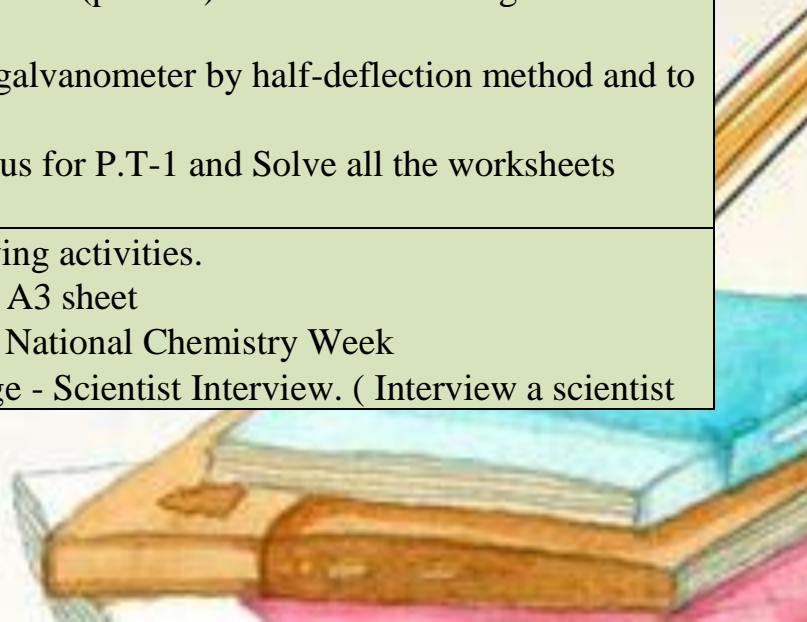 galvanometer by half-deflection method and to
us for P.T-1 and Solve all the worksheets
ing activities.
A3 sheet
National Chemistry Week
ge - Scientist Interview. ( Interview a scientist